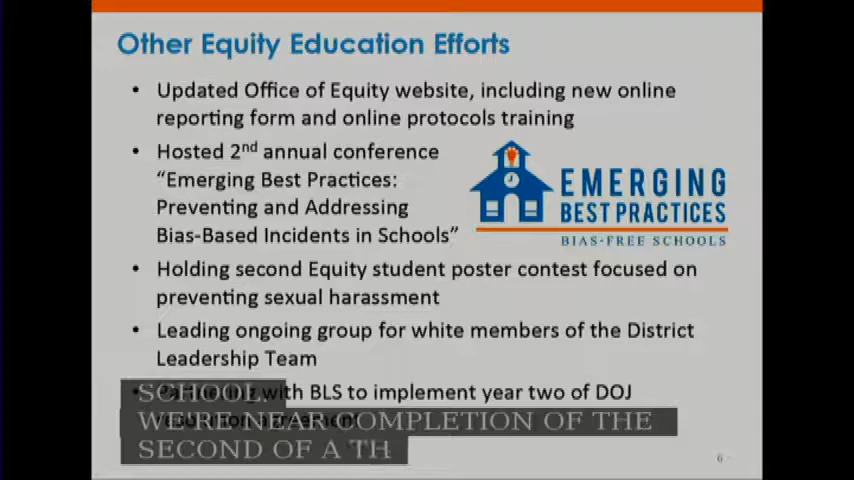 Other Equity Education Efforts
• Updated Office of Equity website, including new online
reporting form and online protocols training
• Hosted 2nd annual conference
“Emerging Best Practices:
Preventing and Addressing
Bias-Based Incidents in Schools”
EMERGING
BEST PRACTICES
BIAS-FREE SCHOOLS
• Holding second Equity student poster contest focused on
preventing sexual harassment
• Leading ongoing group for white members of the District
Leadership Team
• Partnering with BLS to implement year two of DOJ
SCHOOL.
WE'RE NEAR COMPLETION OF THE
SECOND OF A TH
6